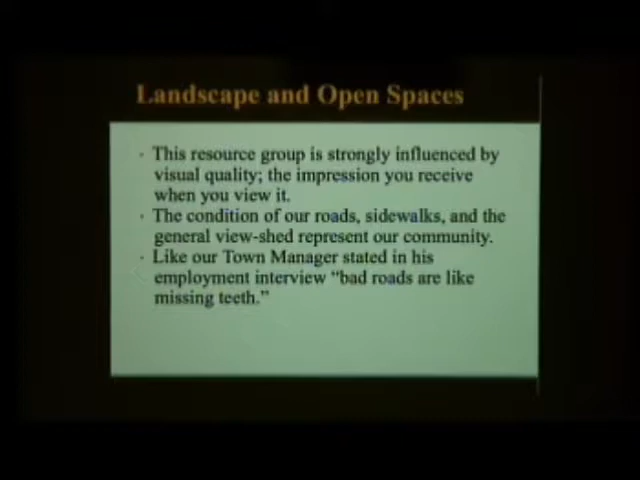 Landscape and Open Spaces
· This resource group is strongly influenced by
visual quality; the impression you receive
when you view it.
· The condition of our roads, sidewalks, and the
general view-shed represent our community.
· Like our Town Manager stated in his
employment interview “bad roads are like
missing teeth.”